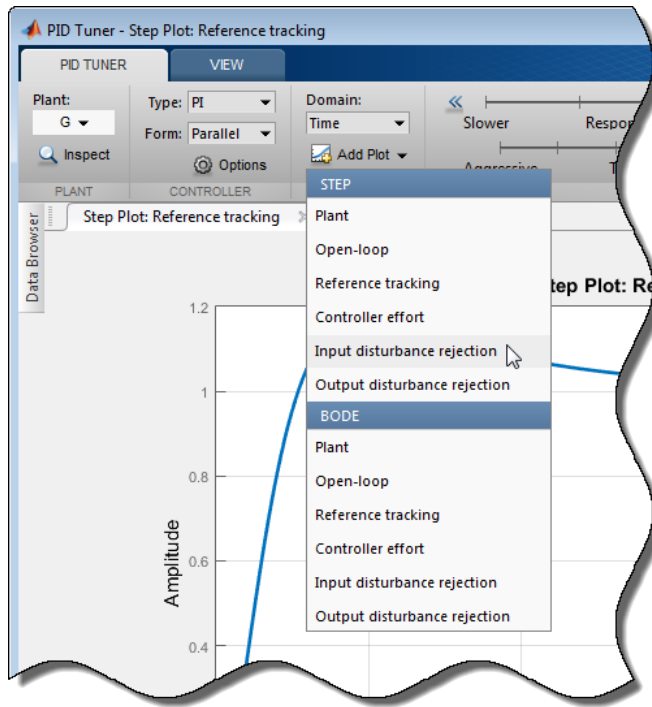 PID Tuner - Step Plot: Reference tracking
PID TUNER VIEW
Plant: Type: PI Domain:
G Form: Parallel Time Slower
Inspect Options Add Plot
PLANT CONTROLLER
Data Browser
Step Plot: Reference tracking
STEP
Plant
Open-loop
Reference tracking
Controller effort
Input disturbance rejection
Output disturbance rejection
BODE
Plant
Open-loop
Reference tracking
Controller effort
Input disturbance rejection
Output disturbance rejection
tep Plot: Re
Amplitude
1.2
1
0.8
0.6
0.4